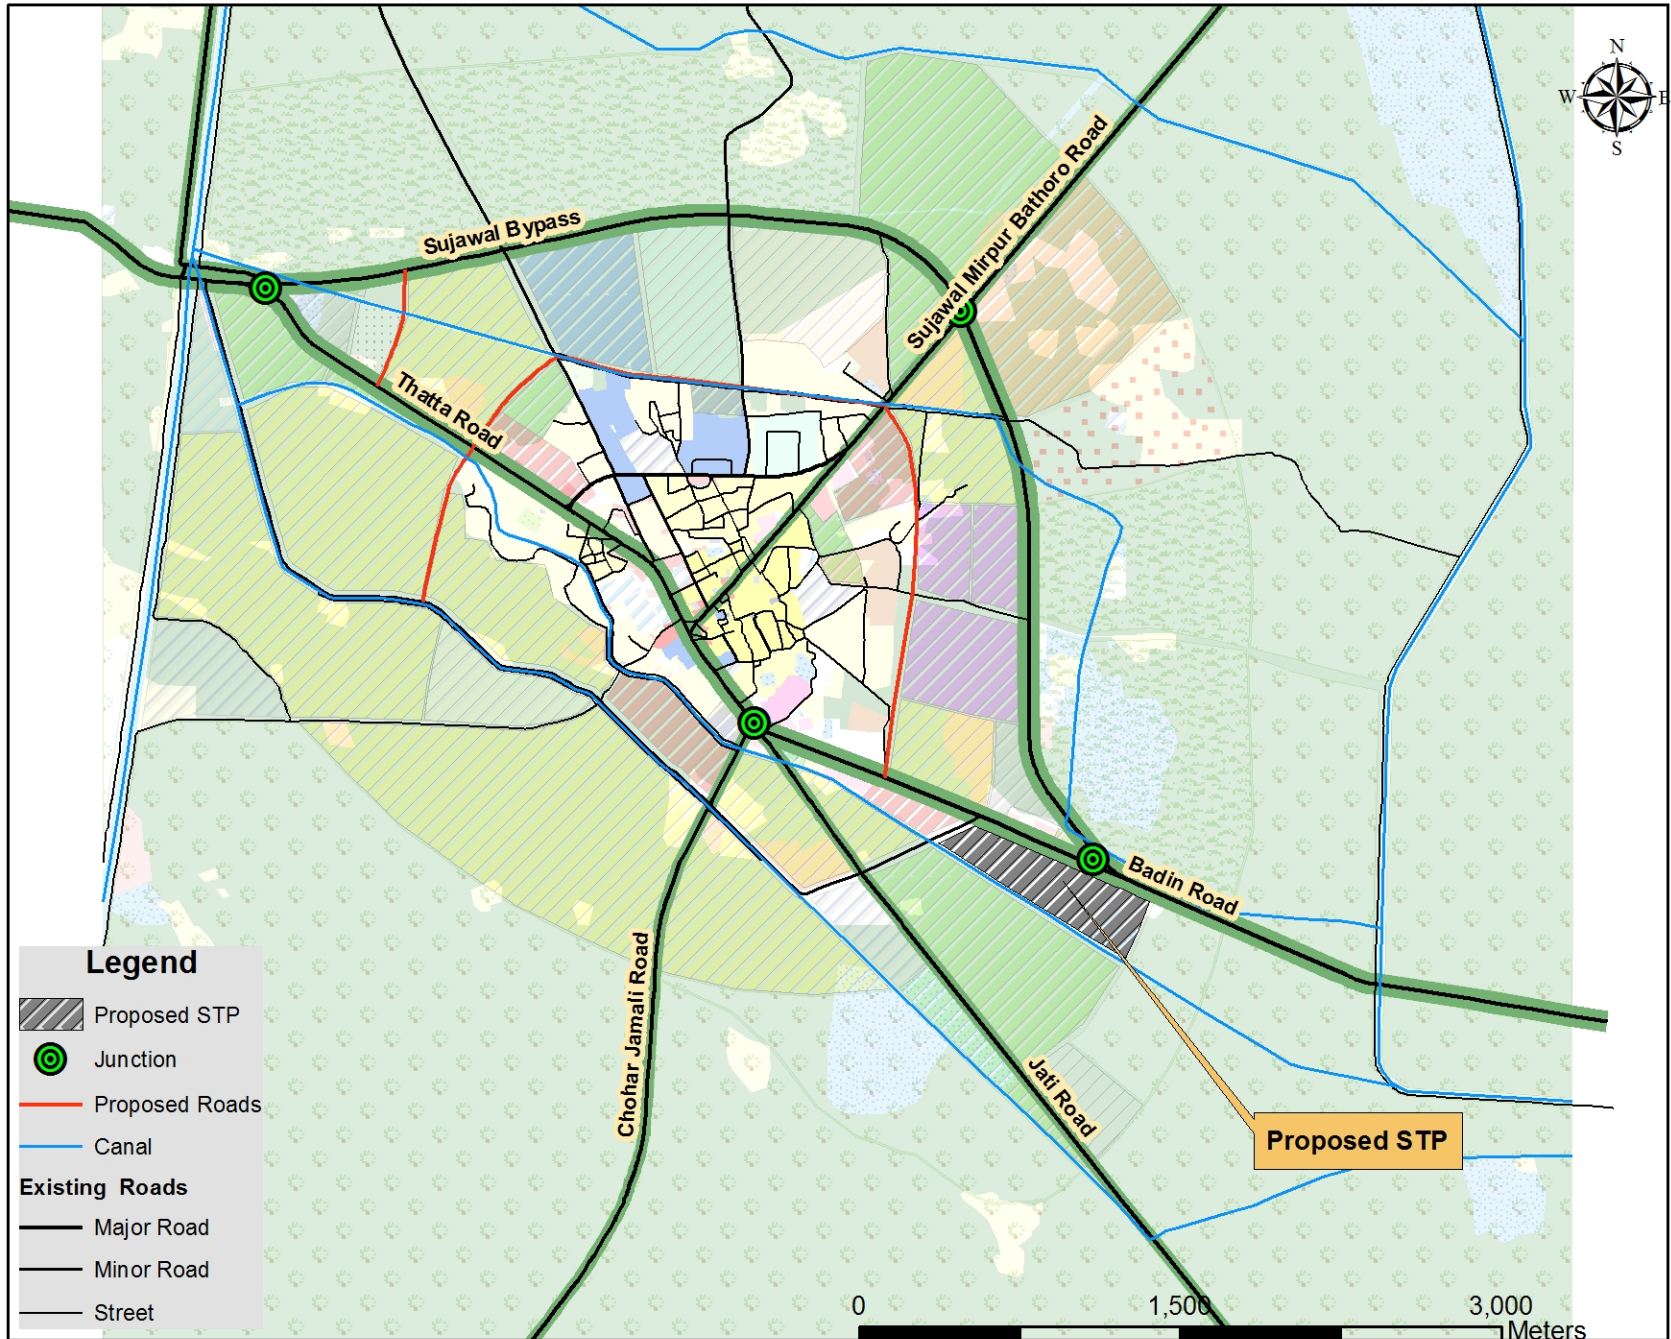 N
W E
S
Sujawal Bypass
Sujawal Mirpur Bathoro Road
Thatta Road
Badin Road
Chohar Jamali Road
Jati Road
Proposed STP
Legend
Proposed STP
Junction
Proposed Roads
Canal
Existing Roads
Major Road
Minor Road
Street
0 1,500 3,000
Meters